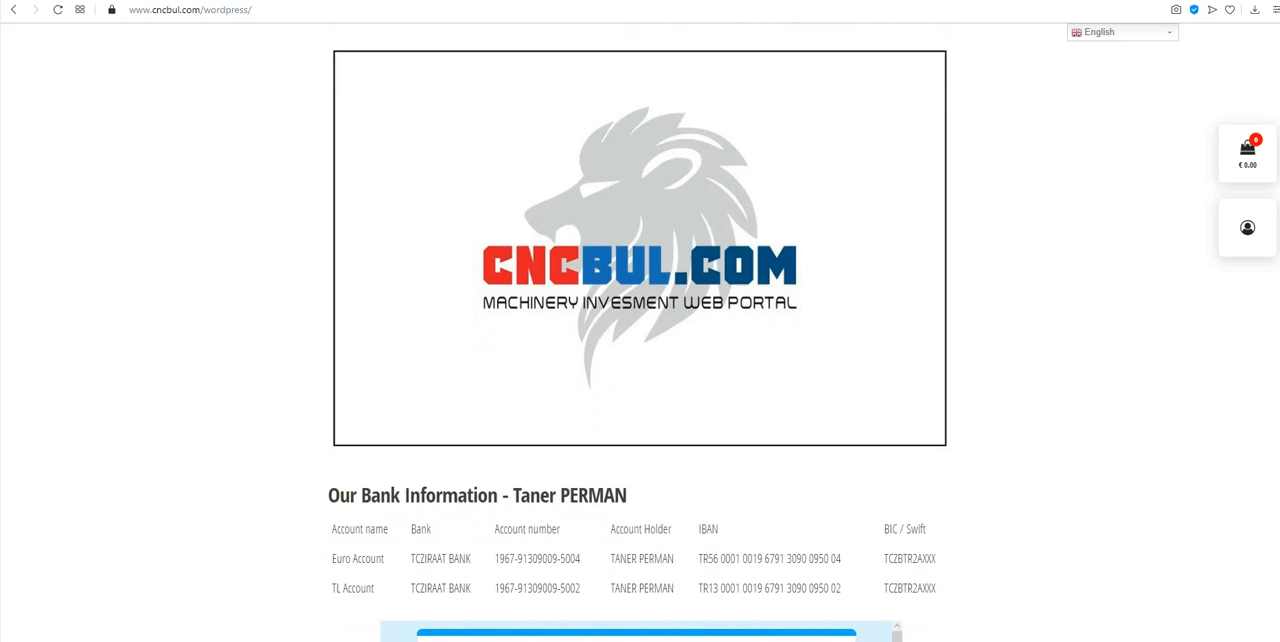 www.cncbul.com/wordpress/
English
0
€ 0.00
CNCBUL.COM
MACHINERY INVESMENT WEB PORTAL
Our Bank Information - Taner PERMAN
Account name Bank Account number Account Holder IBAN BIC / Swift
Euro Account TCZIRAAT BANK 1967-91309009-5004 TANER PERMAN TR56 0001 0019 6791 3090 0950 04 TCZBTR2AXXX
TL Account TCZIRAAT BANK 1967-91309009-5002 TANER PERMAN TR13 0001 0019 6791 3090 0950 02 TCZBTR2AXXX